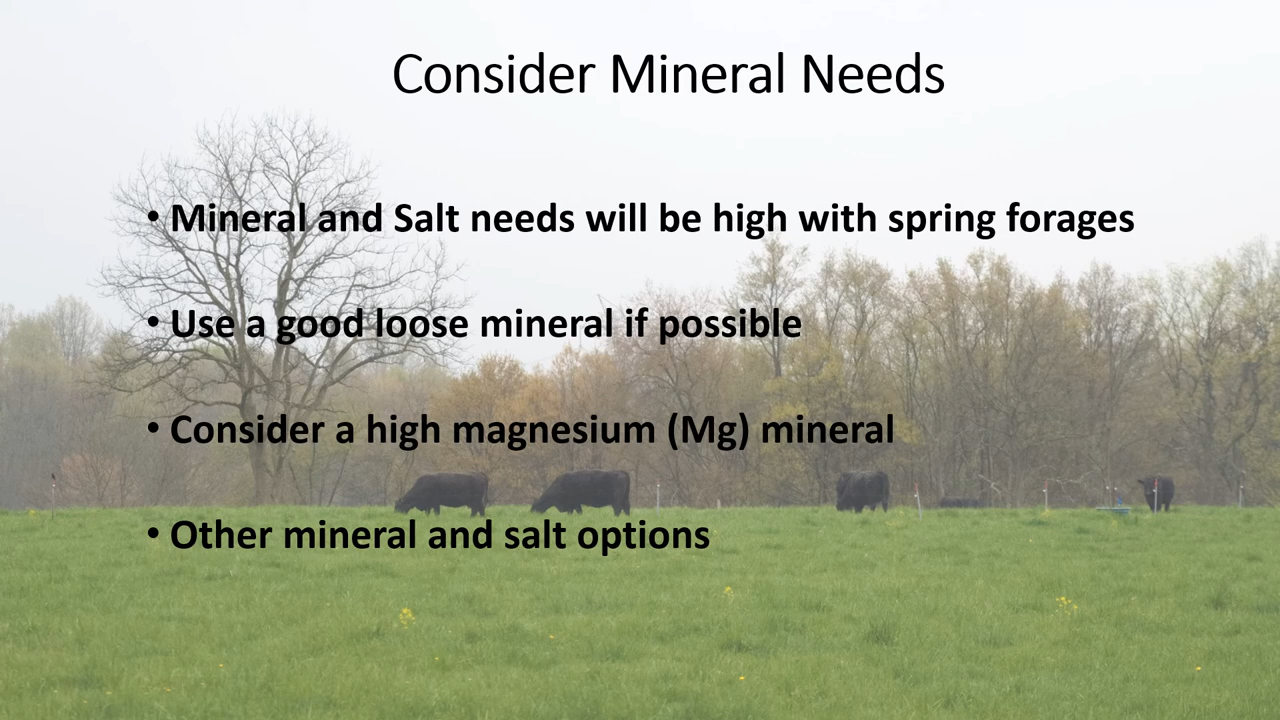 Consider Mineral Needs
• Mineral and Salt needs will be high with spring forages
• Use a good loose mineral if possible
• Consider a high magnesium (Mg) mineral
• Other mineral and salt options